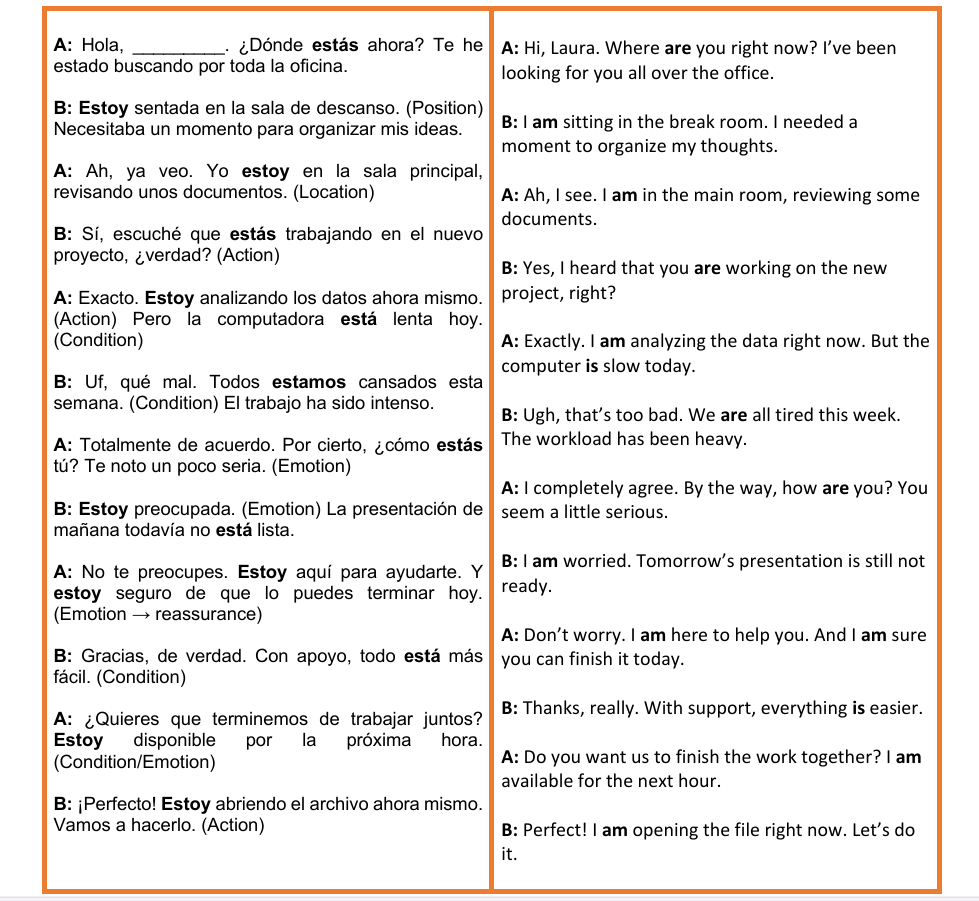 A: Hola, _________. ¿Dónde estás ahora? Te he
estado buscando por toda la oficina.
B: Estoy sentada en la sala de descanso. (Position)
Necesitaba un momento para organizar mis ideas.
A: Ah, ya veo. Yo estoy en la sala principal,
revisando unos documentos. (Location)
B: Sí, escuché que estás trabajando en el nuevo
proyecto, ¿verdad? (Action)
A: Exacto. Estoy analizando los datos ahora mismo.
(Action) Pero la computadora está lenta hoy.
(Condition)
B: Uf, qué mal. Todos estamos cansados esta
semana. (Condition) El trabajo ha sido intenso.
A: Totalmente de acuerdo. Por cierto, ¿cómo estás
tú? Te noto un poco seria. (Emotion)
B: Estoy preocupada. (Emotion) La presentación de
mañana todavía no está lista.
A: No te preocupes. Estoy aquí para ayudarte. Y
estoy seguro de que lo puedes terminar hoy.
(Emotion → reassurance)
B: Gracias, de verdad. Con apoyo, todo está más
fácil. (Condition)
A: ¿Quieres que terminemos de trabajar juntos?
Estoy disponible por la próxima hora.
(Condition/Emotion)
B: ¡Perfecto! Estoy abriendo el archivo ahora mismo.
Vamos a hacerlo. (Action)
A: Hi, Laura. Where are you right now? I’ve been
looking for you all over the office.
B: I am sitting in the break room. I needed a
moment to organize my thoughts.
A: Ah, I see. I am in the main room, reviewing some
documents.
B: Yes, I heard that you are working on the new
project, right?
A: Exactly. I am analyzing the data right now. But the
computer is slow today.
B: Ugh, that’s too bad. We are all tired this week.
The workload has been heavy.
A: I completely agree. By the way, how are you? You
seem a little serious.
B: I am worried. Tomorrow’s presentation is still not
ready.
A: Don’t worry. I am here to help you. And I am sure
you can finish it today.
B: Thanks, really. With support, everything is easier.
A: Do you want us to finish the work together? I am
available for the next hour.
B: Perfect! I am opening the file right now. Let’s do
it.